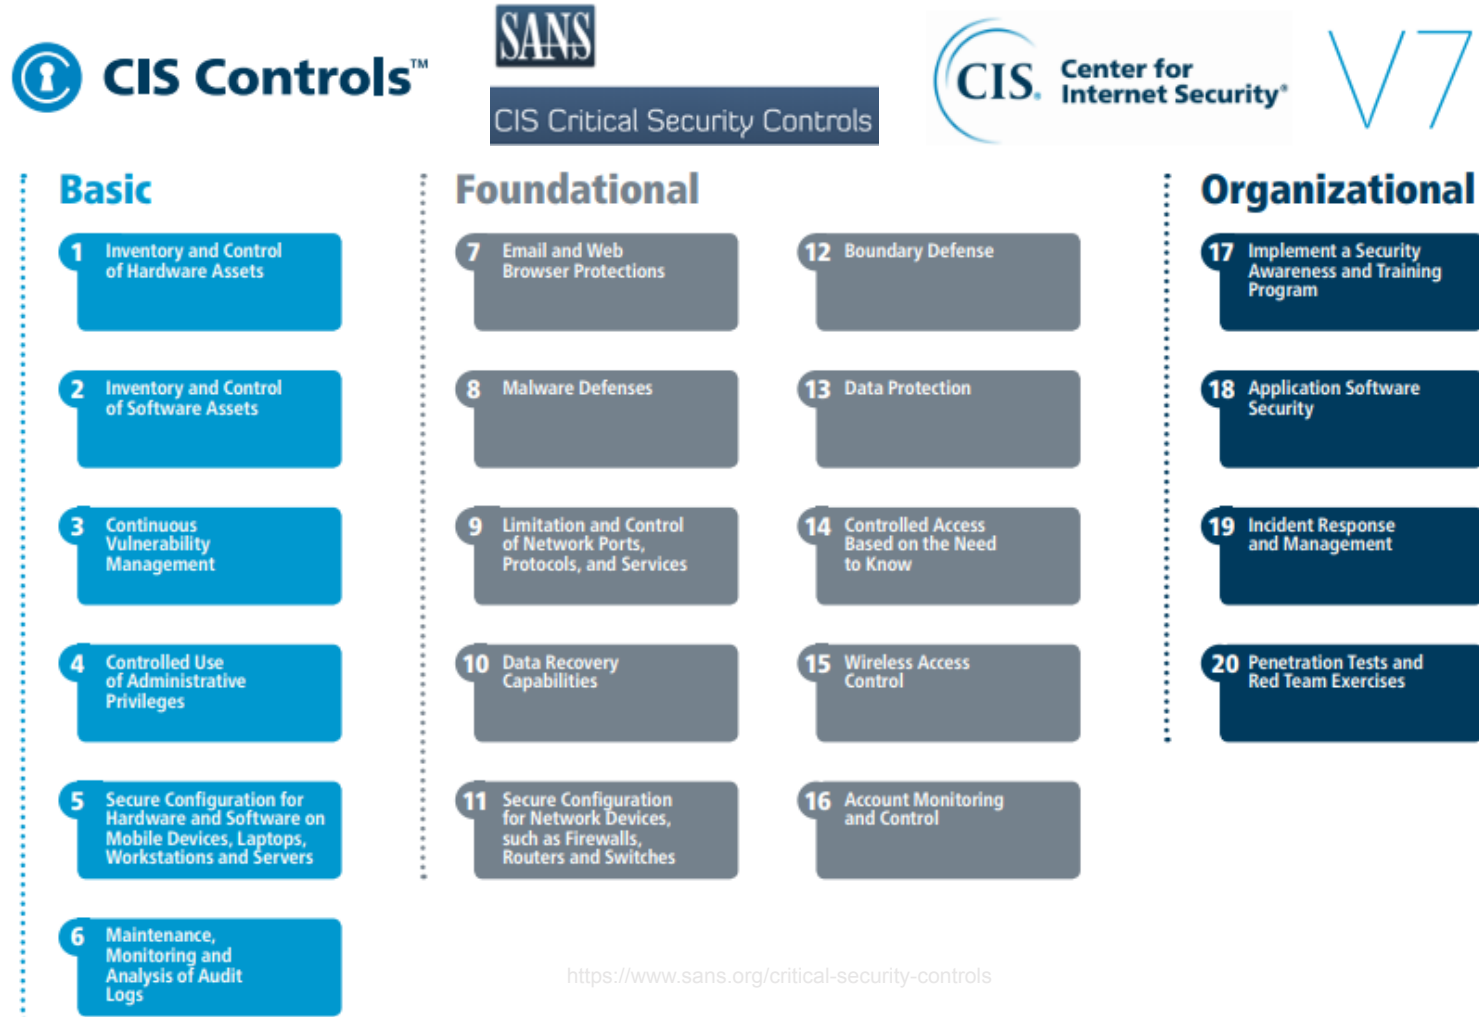 CIS Controls™
SANS
CIS Critical Security Controls
CIS.
Center for
Internet Security®
V7
Basic
1
Inventory and Control
of Hardware Assets
2
Inventory and Control
of Software Assets
3
Continuous
Vulnerability
Management
4
Controlled Use
of Administrative
Privileges
5
Secure Configuration for
Hardware and Software on
Mobile Devices, Laptops,
Workstations and Servers
6
Maintenance,
Monitoring and
Analysis of Audit
Logs
Foundational
7
Email and Web
Browser Protections
8
Malware Defenses
9
Limitation and Control
of Network Ports,
Protocols, and Services
10
Data Recovery
Capabilities
11
Secure Configuration
for Network Devices,
such as Firewalls,
Routers and Switches
12
Boundary Defense
13
Data Protection
14
Controlled Access
Based on the Need
to Know
15
Wireless Access
Control
16
Account Monitoring
and Control
Organizational
17
Implement a Security
Awareness and Training
Program
18
Application Software
Security
19
Incident Response
and Management
20
Penetration Tests and
Red Team Exercises
https://www.sans.org/critical-security-controls